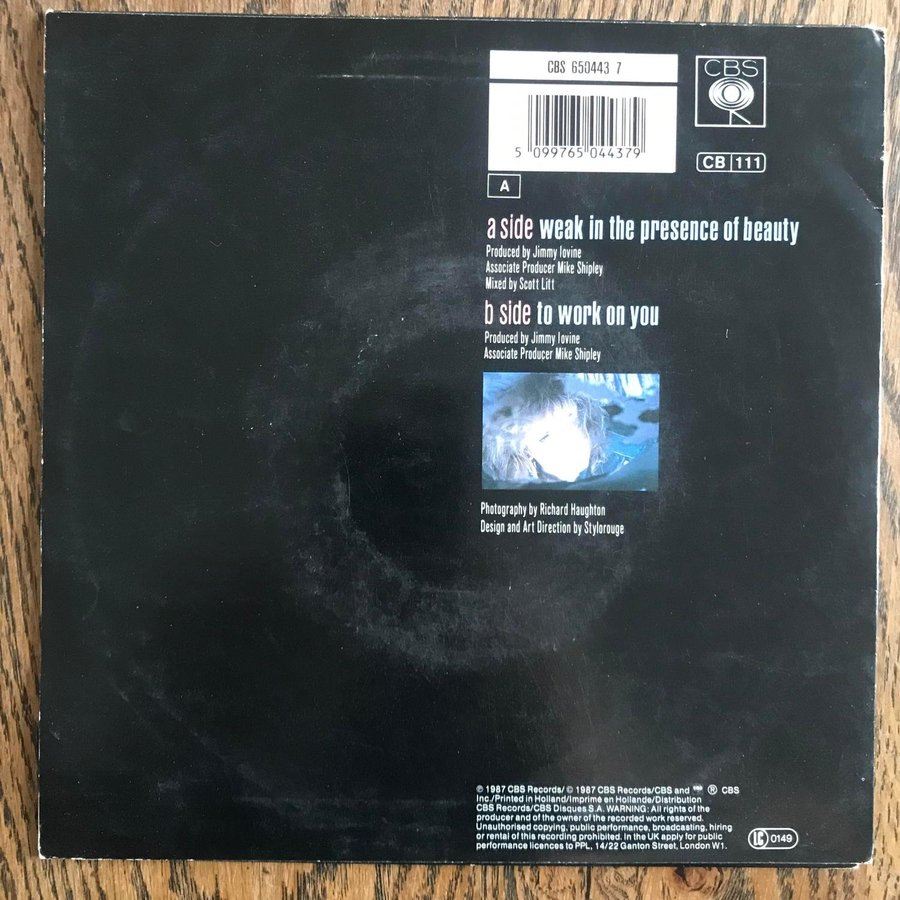 CBS 650443 7
CBS
5 099765 044379
CB 111
A
a side weak in the presence of beauty
Produced by Jimmy Iovine
Associate Producer Mike Shipley
Mixed by Scott Litt
b side to work on you
Produced by Jimmy Iovine
Associate Producer Mike Shipley
Photography by Richard Haughton
Design and Art Direction by Stylorouge
℗ 1987 CBS Records/ © 1987 CBS Records/CBS and ® CBS
Inc./Printed in Holland/Imprimé en Hollande/Distribution
CBS Records/CBS Disques S.A. WARNING: All rights of the
producer and of the owner of the recorded work reserved.
Unauthorised copying, public performance, broadcasting, hiring
or rental of this recording prohibited. In the UK apply for public
performance licences to PPL, 14/22 Ganton Street, London W1.
LC 0149